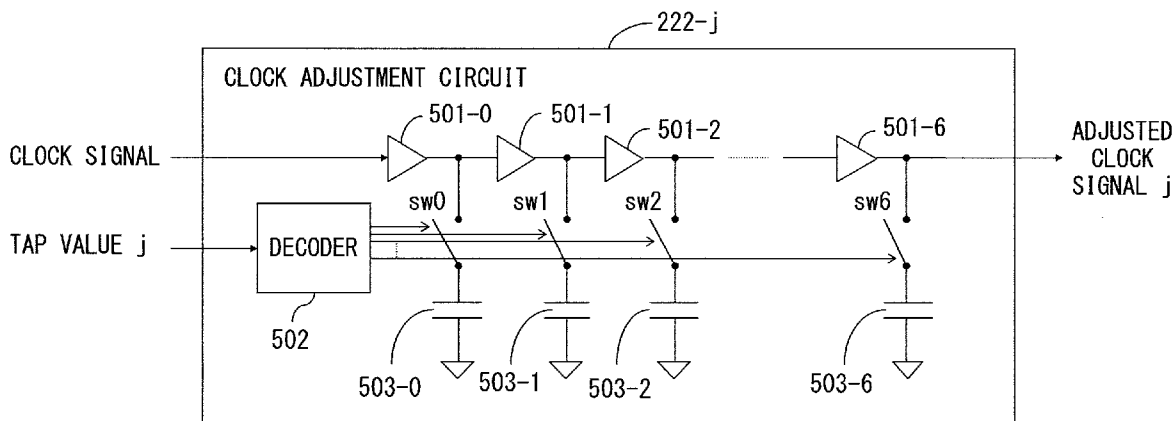 222-j
CLOCK ADJUSTMENT CIRCUIT
501-0
501-1
501-2
501-6
CLOCK SIGNAL
ADJUSTED
CLOCK
SIGNAL j
sw0
sw1
sw2
sw6
TAP VALUE j
DECODER
502
503-0
503-1
503-2
503-6